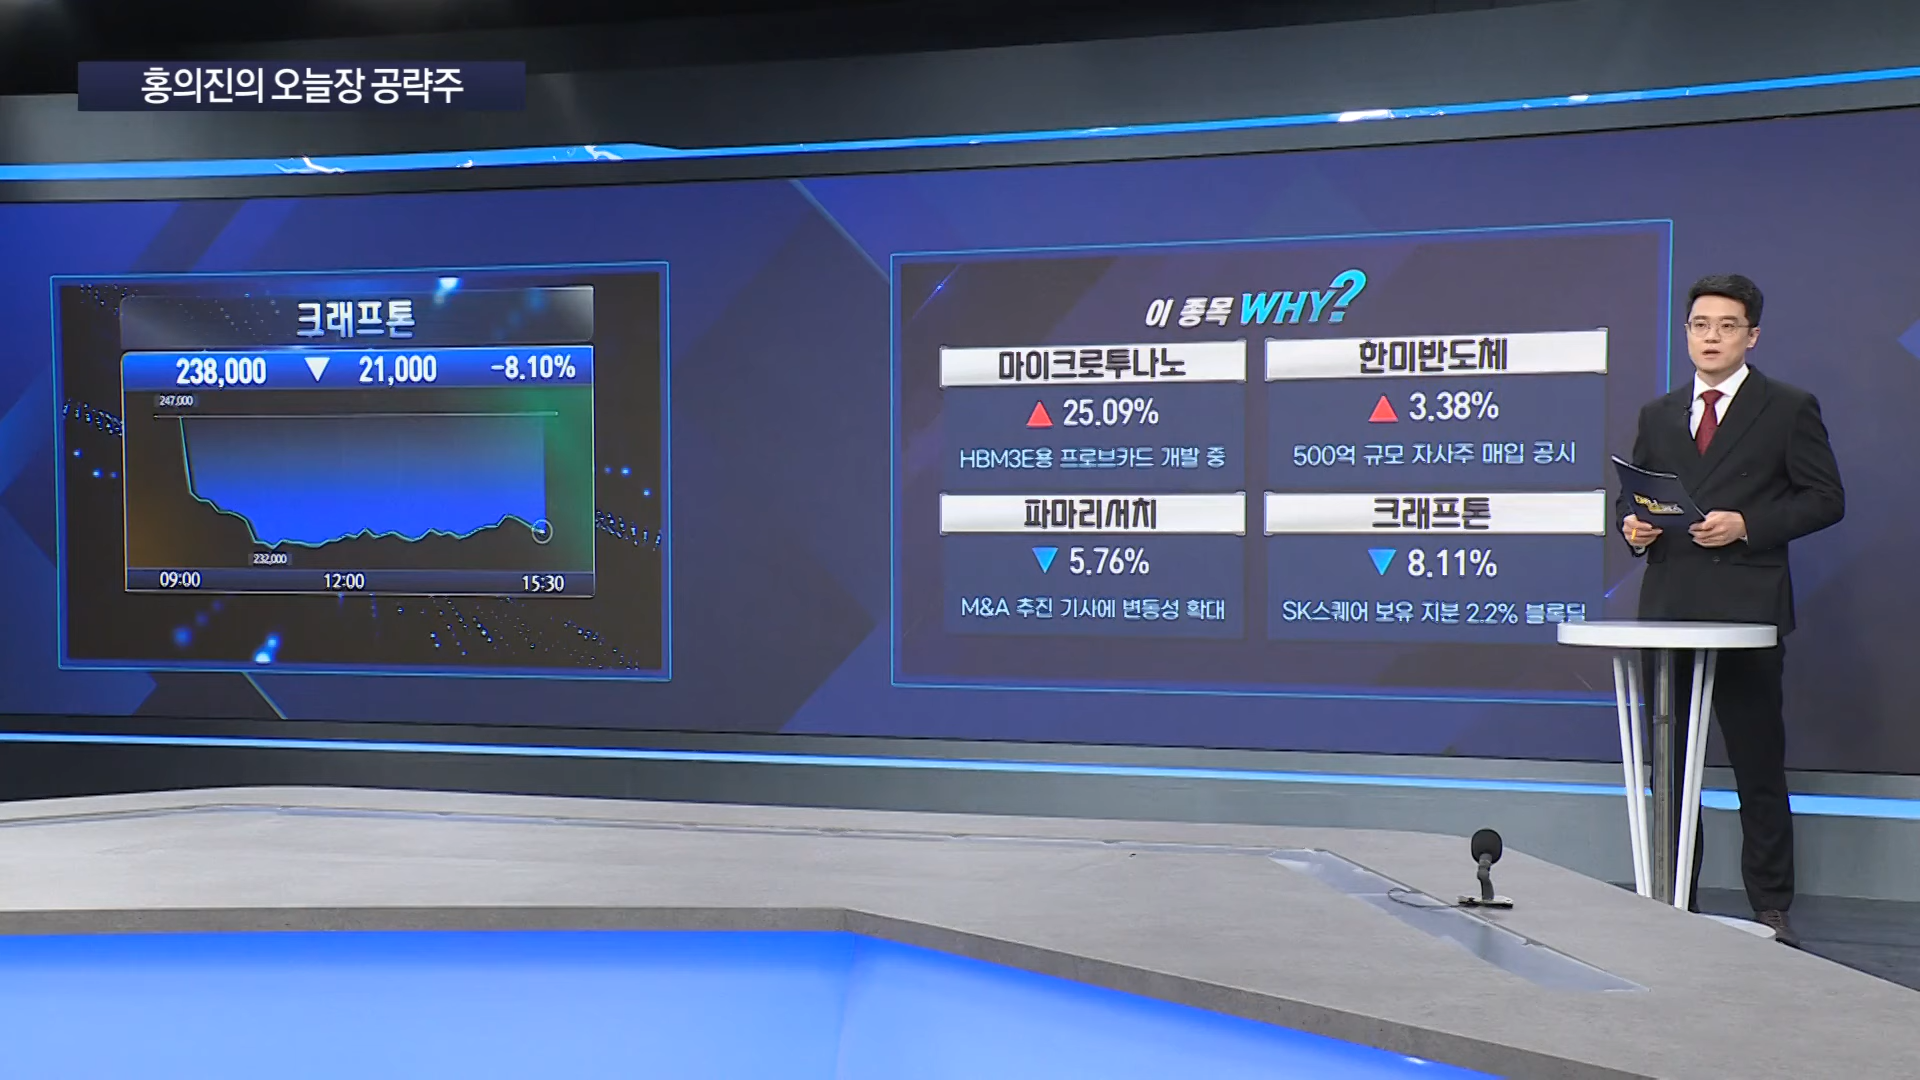 홍의진의 오늘장 공략주
크래프톤
238,000 ▼ 21,000 -8.10%
247,000
232,000
09:00 12:00 15:30
이 종목 WHY?
마이크로투나노
▲ 25.09%
HBM3E용 프로브카드 개발 중
한미반도체
▲ 3.38%
500억 규모 자사주 매입 공시
파마리서치
▼ 5.76%
M&A 추진 기사에 변동성 확대
크래프톤
▼ 8.11%
SK스퀘어 보유 지분 2.2% 블록딜